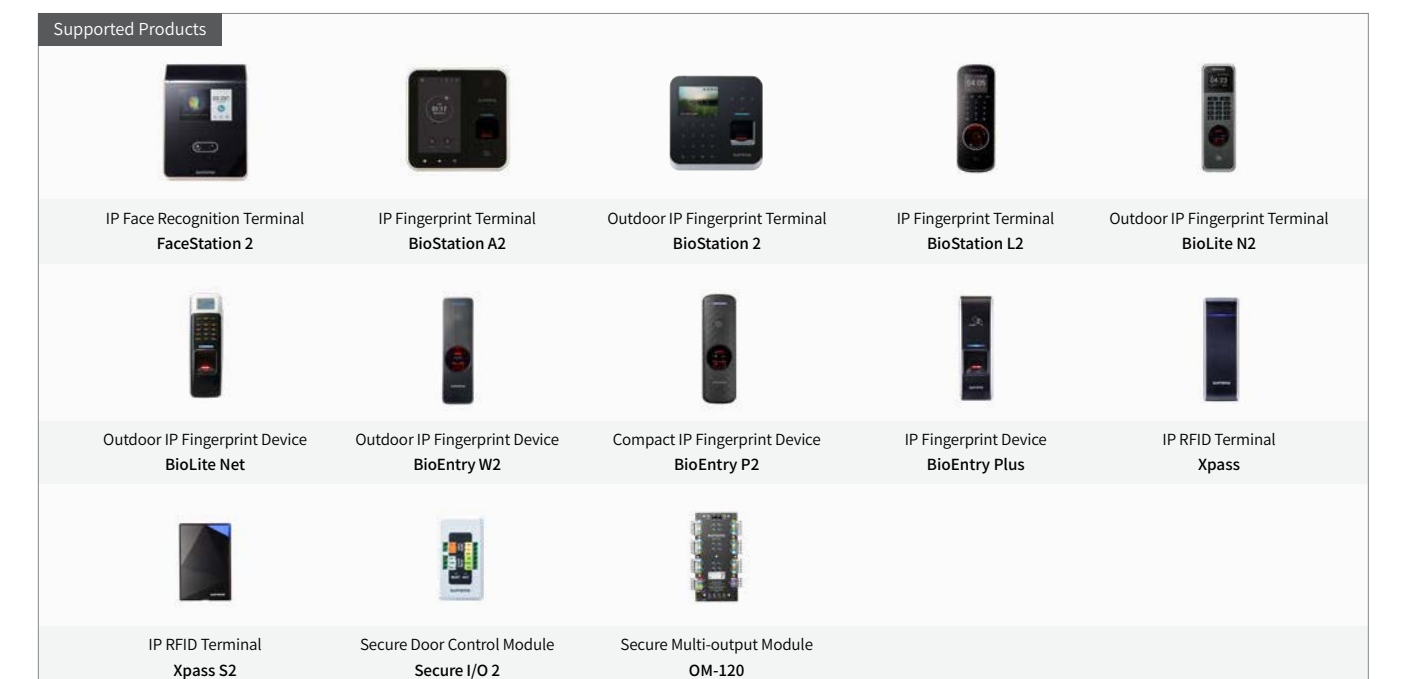 Supported Products
IP Face Recognition Terminal
FaceStation 2
IP Fingerprint Terminal
BioStation A2
Outdoor IP Fingerprint Terminal
BioStation 2
IP Fingerprint Terminal
BioStation L2
Outdoor IP Fingerprint Terminal
BioLite N2
Outdoor IP Fingerprint Device
BioLite Net
Outdoor IP Fingerprint Device
BioEntry W2
Compact IP Fingerprint Device
BioEntry P2
IP Fingerprint Device
BioEntry Plus
IP RFID Terminal
Xpass
IP RFID Terminal
Xpass S2
Secure Door Control Module
Secure I/O 2
Secure Multi-output Module
OM-120